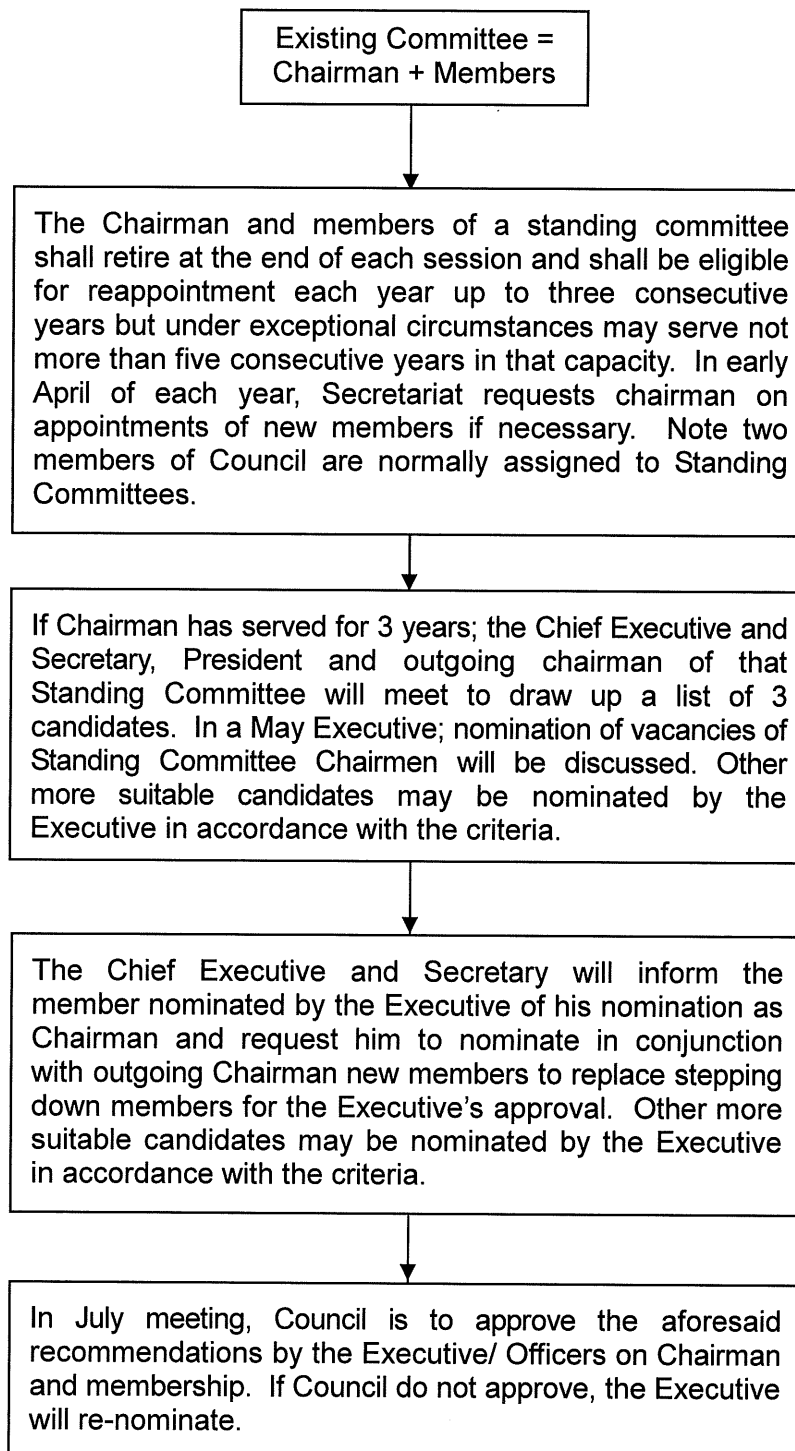 Existing Committee =
Chairman + Members
The Chairman and members of a standing committee
shall retire at the end of each session and shall be eligible
for reappointment each year up to three consecutive
years but under exceptional circumstances may serve not
more than five consecutive years in that capacity. In early
April of each year, Secretariat requests chairman on
appointments of new members if necessary. Note two
members of Council are normally assigned to Standing
Committees.
If Chairman has served for 3 years; the Chief Executive and
Secretary, President and outgoing chairman of that
Standing Committee will meet to draw up a list of 3
candidates. In a May Executive; nomination of vacancies of
Standing Committee Chairmen will be discussed. Other
more suitable candidates may be nominated by the
Executive in accordance with the criteria.
The Chief Executive and Secretary will inform the
member nominated by the Executive of his nomination as
Chairman and request him to nominate in conjunction
with outgoing Chairman new members to replace stepping
down members for the Executive's approval. Other more
suitable candidates may be nominated by the Executive
in accordance with the criteria.
In July meeting, Council is to approve the aforesaid
recommendations by the Executive/ Officers on Chairman
and membership. If Council do not approve, the Executive
will re-nominate.